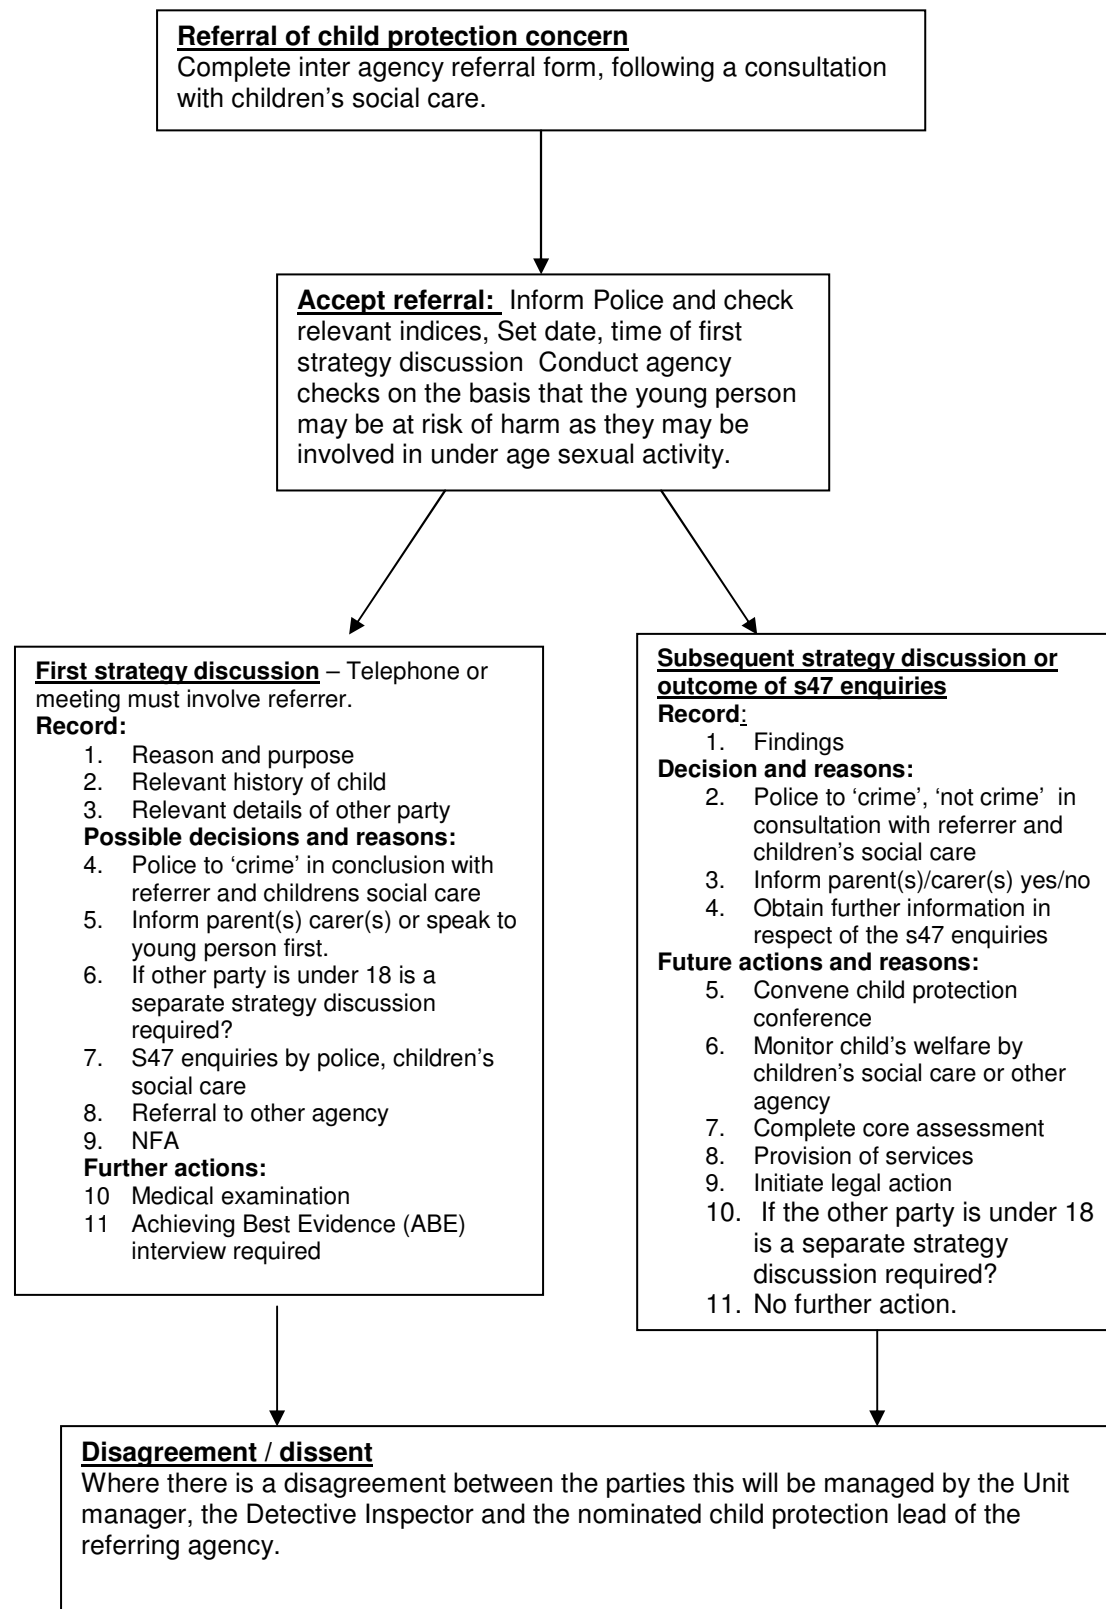 Referral of child protection concern
Complete inter agency referral form, following a consultation
with children's social care.
Accept referral: Inform Police and check
relevant indices, Set date, time of first
strategy discussion Conduct agency
checks on the basis that the young person
may be at risk of harm as they may be
involved in under age sexual activity.
First strategy discussion – Telephone or
meeting must involve referrer.
Record:
1. Reason and purpose
2. Relevant history of child
3. Relevant details of other party
Possible decisions and reasons:
4. Police to ‘crime’ in conclusion with
referrer and childrens social care
5. Inform parent(s) carer(s) or speak to
young person first.
6. If other party is under 18 is a
separate strategy discussion
required?
7. S47 enquiries by police, children's
social care
8. Referral to other agency
9. NFA
Further actions:
10 Medical examination
11 Achieving Best Evidence (ABE)
interview required
Subsequent strategy discussion or
outcome of s47 enquiries
Record:
1. Findings
Decision and reasons:
2. Police to ‘crime’, ‘not crime’ in
consultation with referrer and
children's social care
3. Inform parent(s)/carer(s) yes/no
4. Obtain further information in
respect of the s47 enquiries
Future actions and reasons:
5. Convene child protection
conference
6. Monitor child's welfare by
children's social care or other
agency
7. Complete core assessment
8. Provision of services
9. Initiate legal action
10. If the other party is under 18
is a separate strategy
discussion required?
11. No further action.
Disagreement / dissent
Where there is a disagreement between the parties this will be managed by the Unit
manager, the Detective Inspector and the nominated child protection lead of the
referring agency.